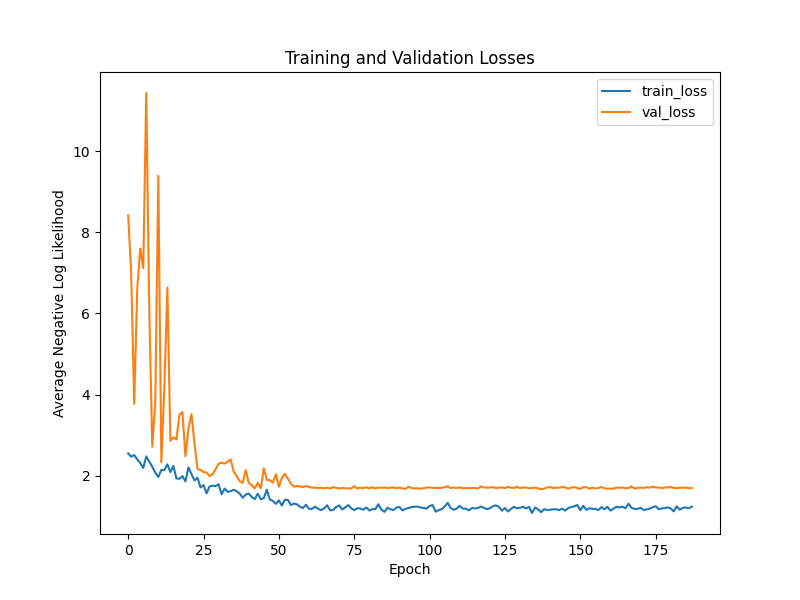 Training and Validation Losses
train_loss
val_loss
Average Negative Log Likelihood
10
8
6
4
2
0
25
50
75
100
125
150
175
Epoch